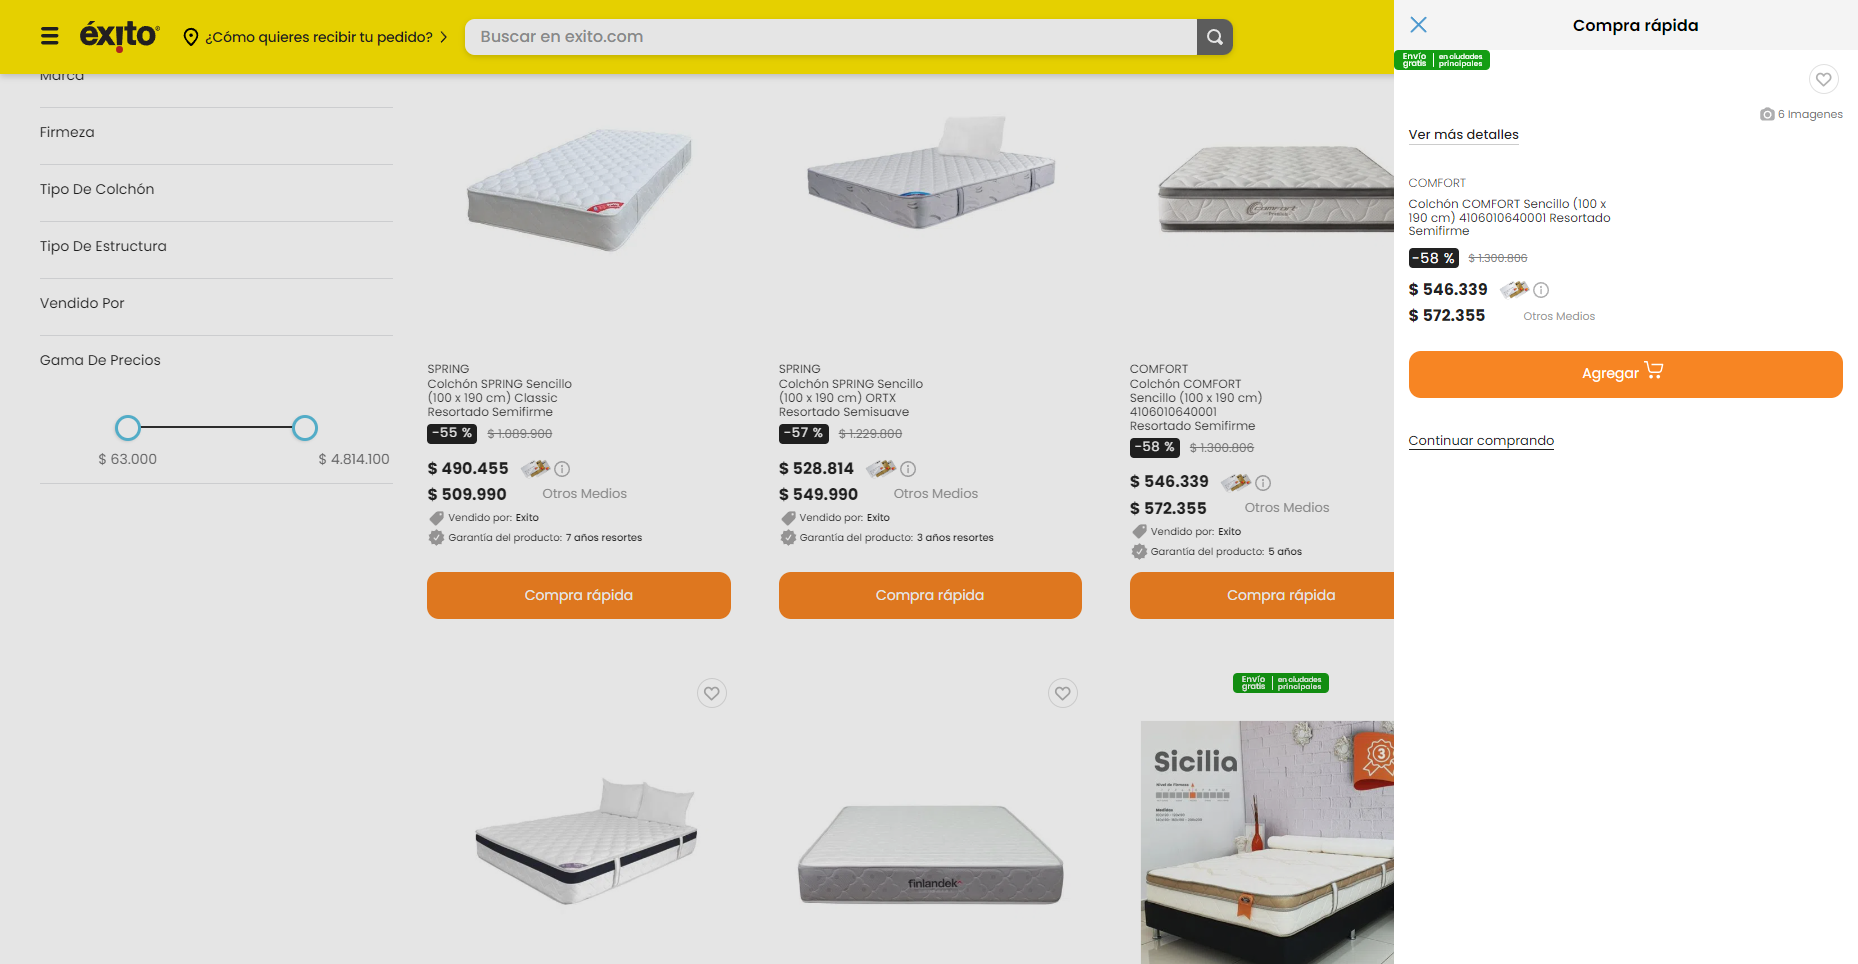 éxito
¿Cómo quieres recibir tu pedido?
Buscar en exito.com
Marca
Firmeza
Tipo De Colchón
Tipo De Estructura
Vendido Por
Gama De Precios
$ 63.000
$ 4.814.100
SPRING
Colchón SPRING Sencillo
(100 x 190 cm) Classic
Resortado Semifirme
-55 % $ 1.089.900
$ 490.455
$ 509.990 Otros Medios
Vendido por: Exito
Garantía del producto: 7 años resortes
Compra rápida
SPRING
Colchón SPRING Sencillo
(100 x 190 cm) ORTX
Resortado Semisuave
-57 % $ 1.229.800
$ 528.814
$ 549.990 Otros Medios
Vendido por: Exito
Garantía del producto: 3 años resortes
Compra rápida
comfort
COMFORT
Colchón COMFORT
Sencillo (100 x 190 cm)
4106010640001
Resortado Semifirme
-58 % $ 1.300.806
$ 546.339
$ 572.355 Otros Medios
Vendido por: Exito
Garantía del producto: 5 años
Compra rápida
finlandek
Envío gratis en ciudades principales
Sicilia
Nivel de Firmeza
Medidas
3
Compra rápida
Envío gratis en ciudades principales
6 Imagenes
Ver más detalles
COMFORT
Colchón COMFORT Sencillo (100 x
190 cm) 4106010640001 Resortado
Semifirme
-58 % $ 1.300.806
$ 546.339
$ 572.355 Otros Medios
Agregar
Continuar comprando